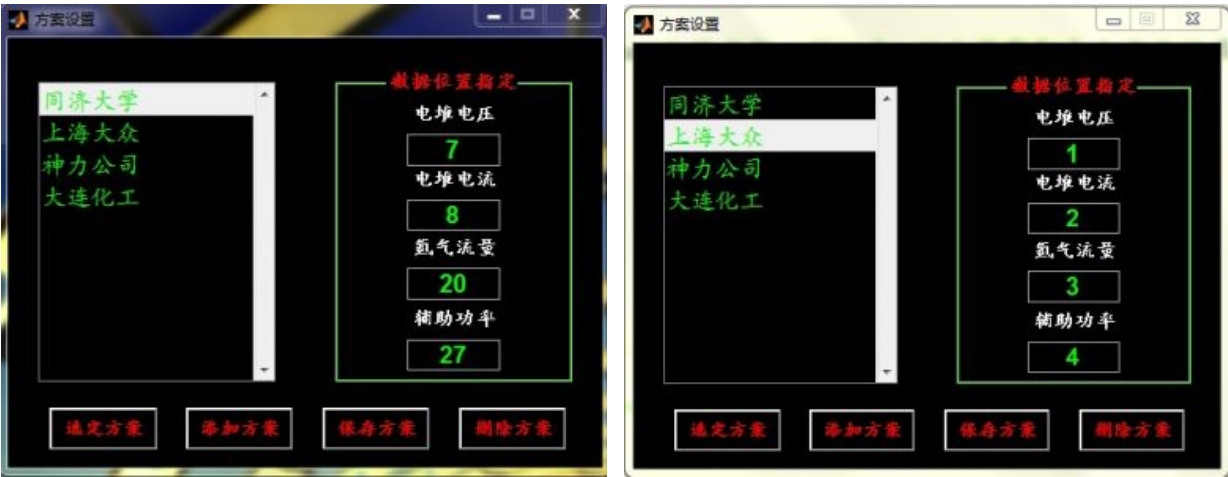 方案设置
同济大学
上海大众
神力公司
大连化工
数据位置指定
电堆电压
7
电堆电流
8
氢气流量
20
辅助功率
27
选定方案
添加方案
保存方案
删除方案
方案设置
同济大学
上海大众
神力公司
大连化工
数据位置指定
电堆电压
1
电堆电流
2
氢气流量
3
辅助功率
4
选定方案
添加方案
保存方案
删除方案